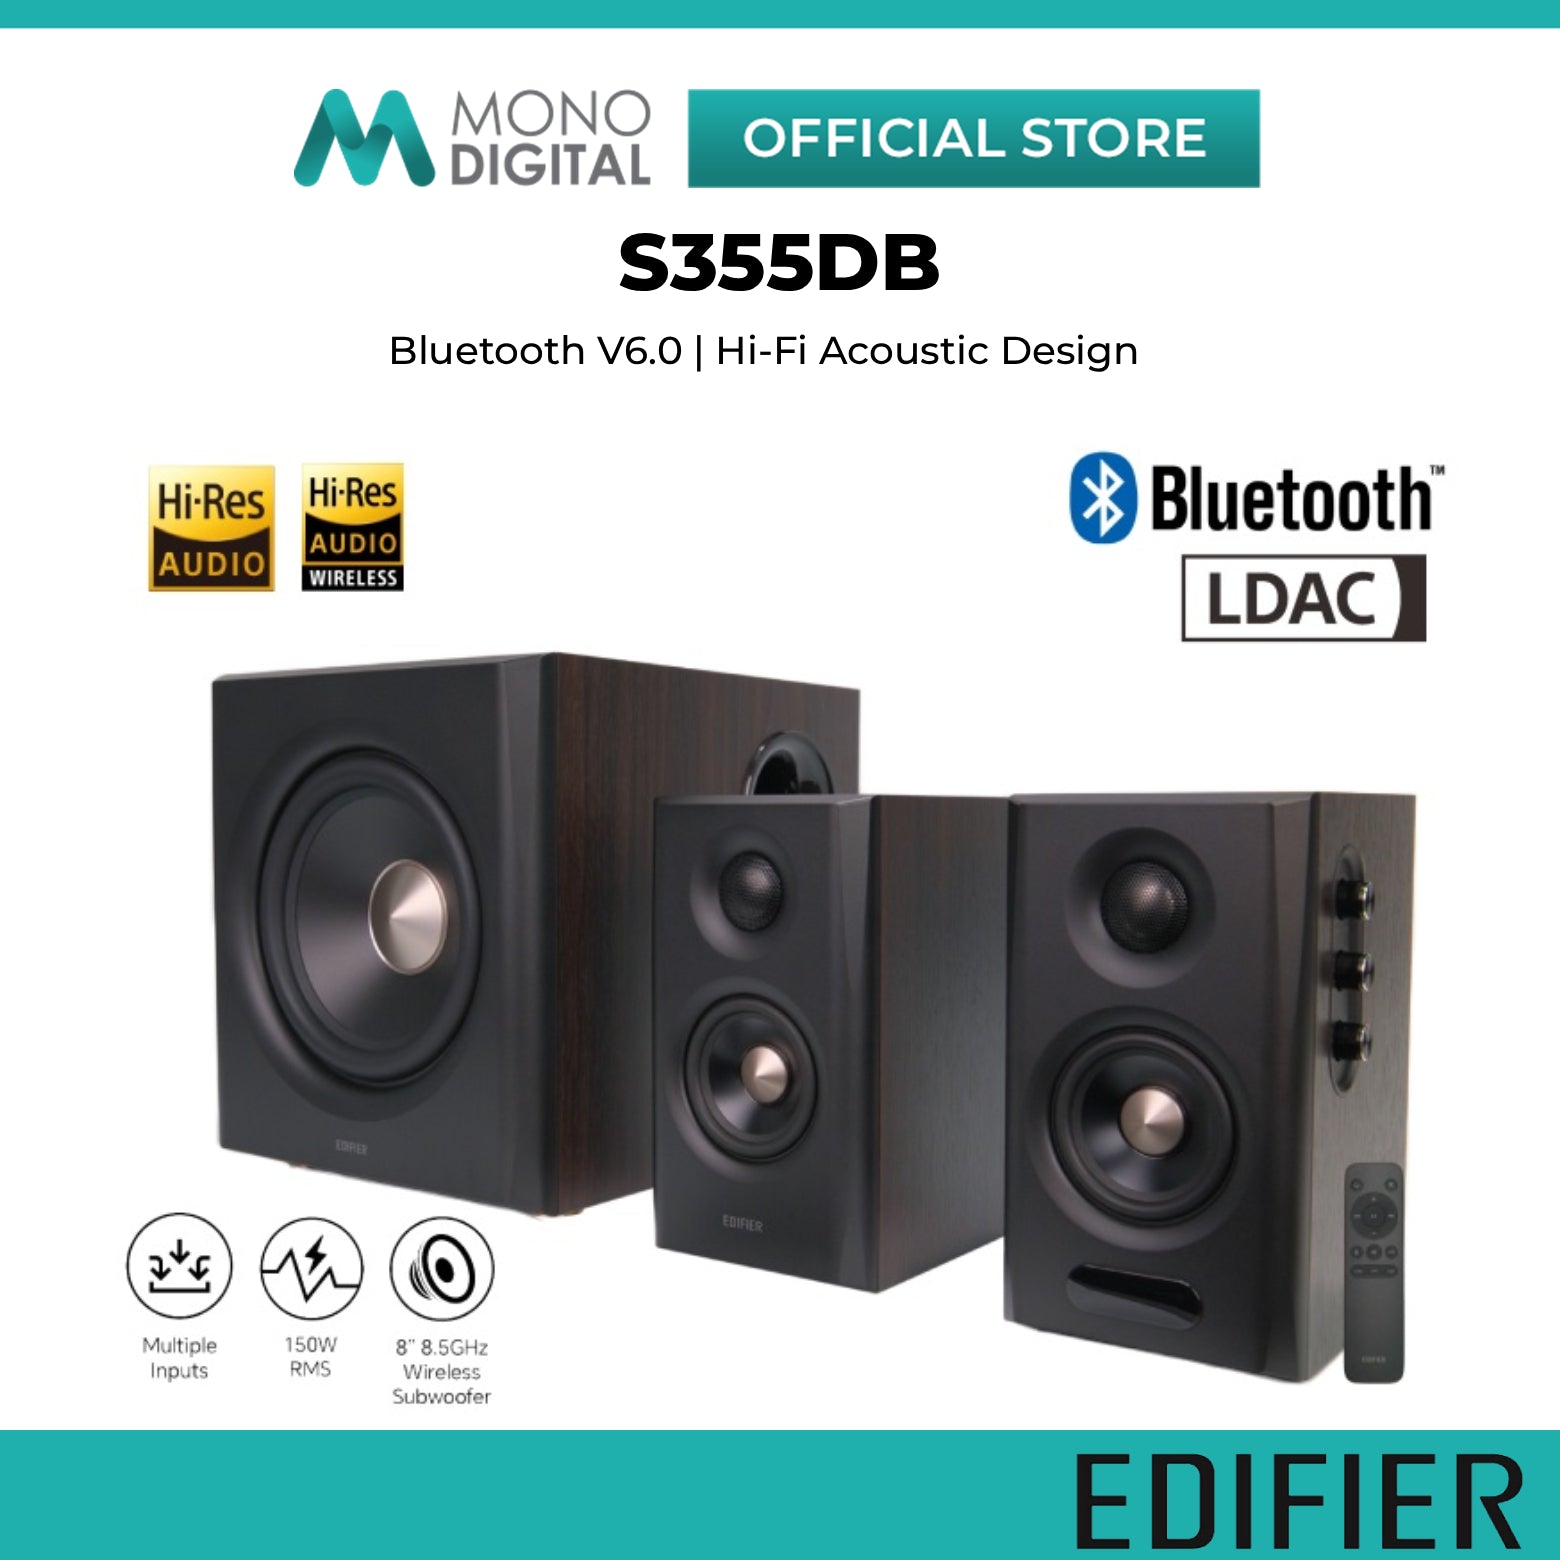 MONO
DIGITAL
OFFICIAL STORE
S355DB
Bluetooth V6.0 | Hi-Fi Acoustic Design
Hi-Res
AUDIO
Hi-Res
AUDIO
WIRELESS
Bluetooth™
LDAC
EDIFIER
EDIFIER
EDIFIER
Multiple
Inputs
150W
RMS
8” 8.5GHz
Wireless
Subwoofer
EDIFIER